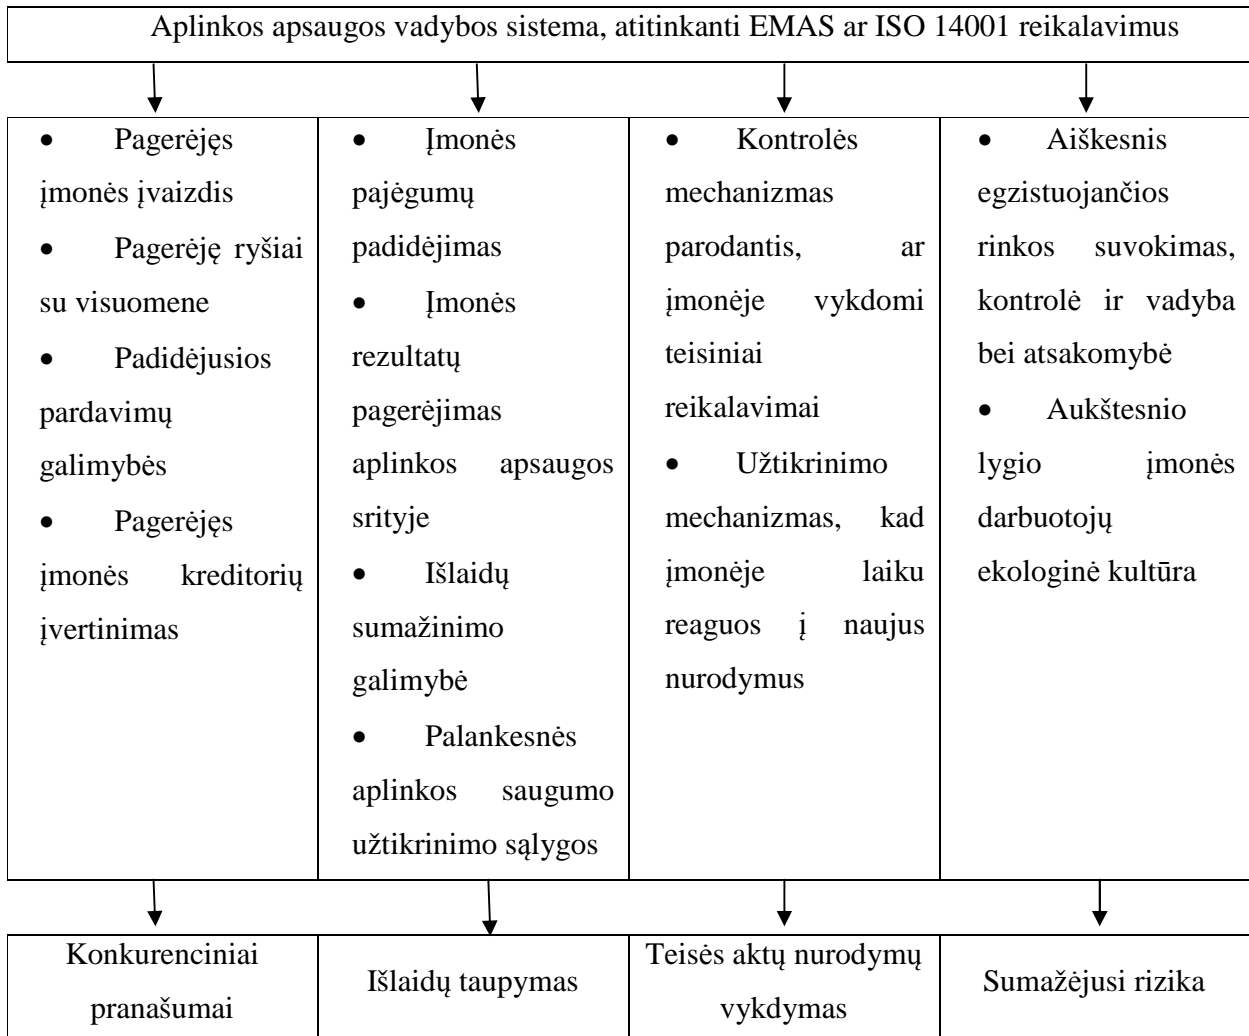 Aplinkos apsaugos vadybos sistema, atitinkanti EMAS ar ISO 14001 reikalavimus
• Pagerėjęs
įmonės įvaizdis
• Pagerėję ryšiai
su visuomene
• Padidėjusios
pardavimų
galimybės
• Pagerėjęs
įmonės kreditorių
įvertinimas
• Įmonės
pajėgumų
padidėjimas
• Įmonės
rezultatų
pagerėjimas
aplinkos apsaugos
srityje
• Išlaidų
sumažinimo
galimybė
• Palankesnės
aplinkos saugumo
užtikrinimo sąlygos
• Kontrolės
mechanizmas
parodantis, ar
įmonėje vykdomi
teisiniai
reikalavimai
• Užtikrinimo
mechanizmas, kad
įmonėje laiku
reaguos į naujus
nurodymus
• Aiškesnis
egzistuojančios
rinkos suvokimas,
kontrolė ir vadyba
bei atsakomybė
• Aukštesnio
lygio įmonės
darbuotojų
ekologinė kultūra
Konkurenciniai
pranašumai
Išlaidų taupymas
Teisės aktų nurodymų
vykdymas
Sumažėjusi rizika